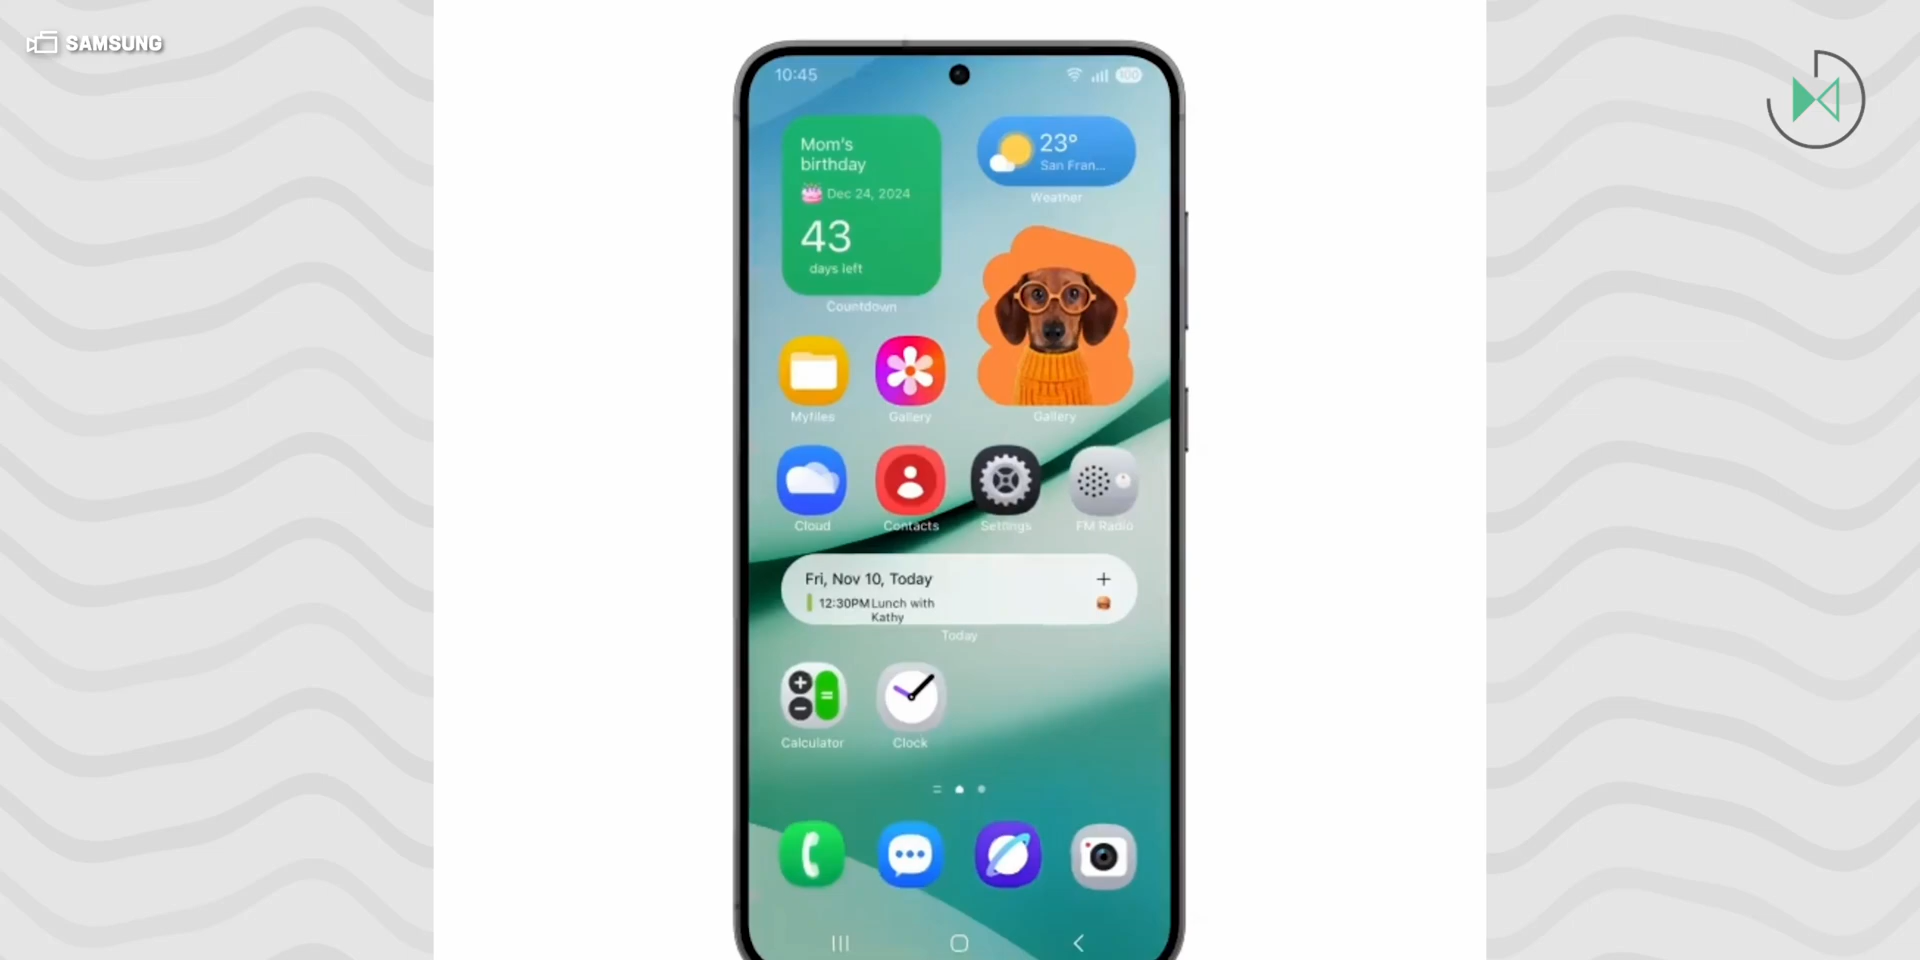 SAMSUNG
10:45
100
Mom's
birthday
Dec 24, 2024
43
days left
Countdown
23°
San Fran...
Weather
Myfiles
Gallery
Gallery
Cloud
Contacts
Settings
FM Radio
Fri, Nov 10, Today
+
12:30PM Lunch with
Kathy
Today
Calculator
Clock